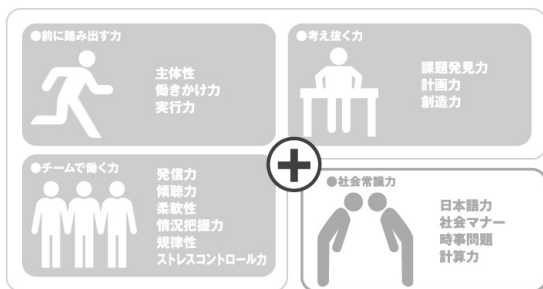 ●前に踏み出す力
主体性
働きかけ力
実行力
●考え抜く力
課題発見力
計画力
創造力
●チームで働く力
発信力
傾聴力
柔軟性
情況把握力
規律性
ストレスコントロール力
●社会常識力
日本語力
社会マナー
時事問題
計算力